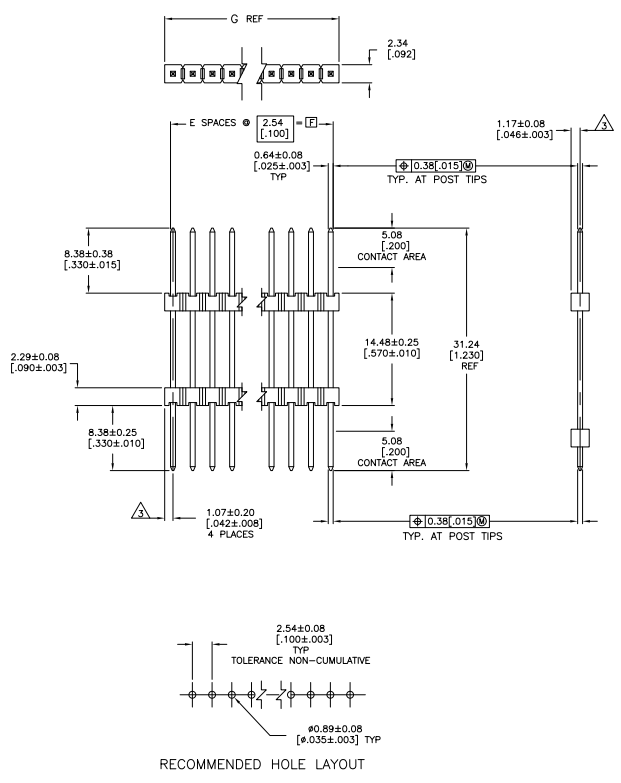 G REF
2.34
[.092]
E SPACES @ 2.54 [.100] = F
1.17±0.08
[.046±.003]
3
0.64±0.08
[.025±.003]
TYP
⌖ 0.38[.015]Ⓜ
TYP. AT POST TIPS
8.38±0.38
[.330±.015]
5.08
[.200]
CONTACT AREA
14.48±0.25
[.570±.010]
31.24
[1.230]
REF
2.29±0.08
[.090±.003]
8.38±0.25
[.330±.010]
5.08
[.200]
CONTACT AREA
3
1.07±0.20
[.042±.008]
4 PLACES
⌖ 0.38[.015]Ⓜ
TYP. AT POST TIPS
2.54±0.08
[.100±.003]
TYP
TOLERANCE NON-CUMULATIVE
ø0.89±0.08
[ø.035±.003] TYP
RECOMMENDED HOLE LAYOUT